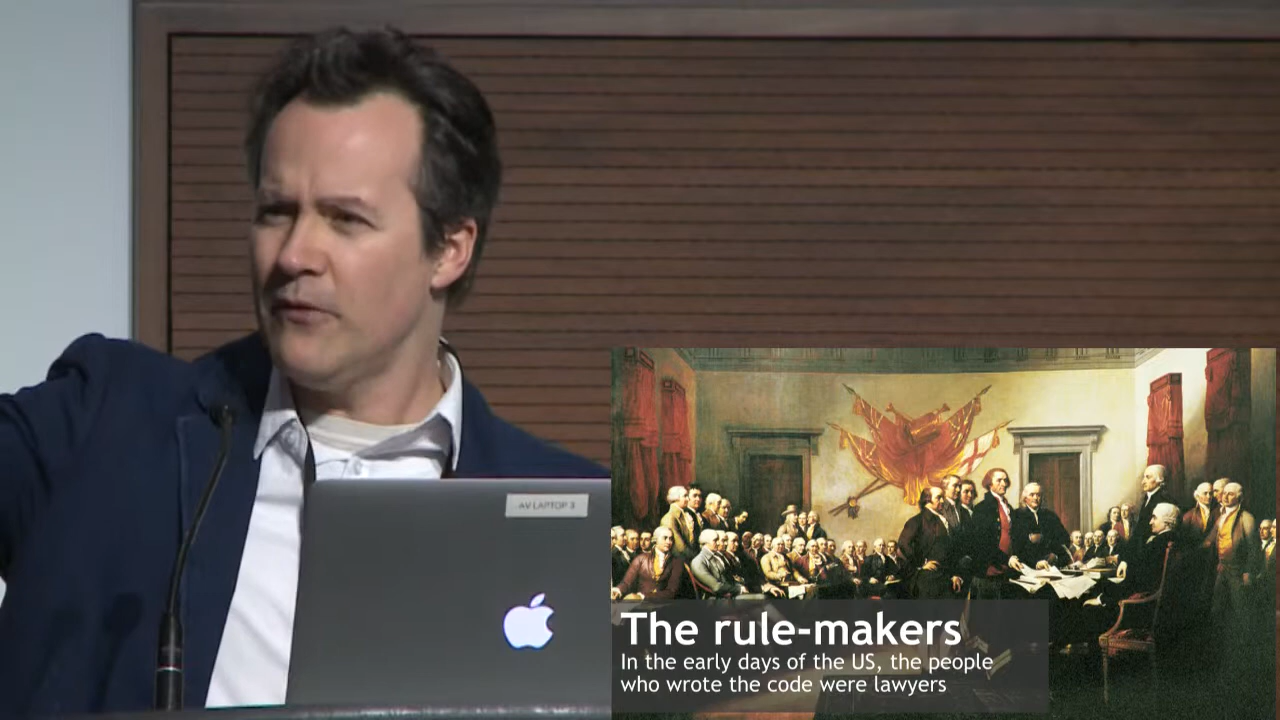 AV LAPTOP 3
The rule-makers
In the early days of the US, the people
who wrote the code were lawyers